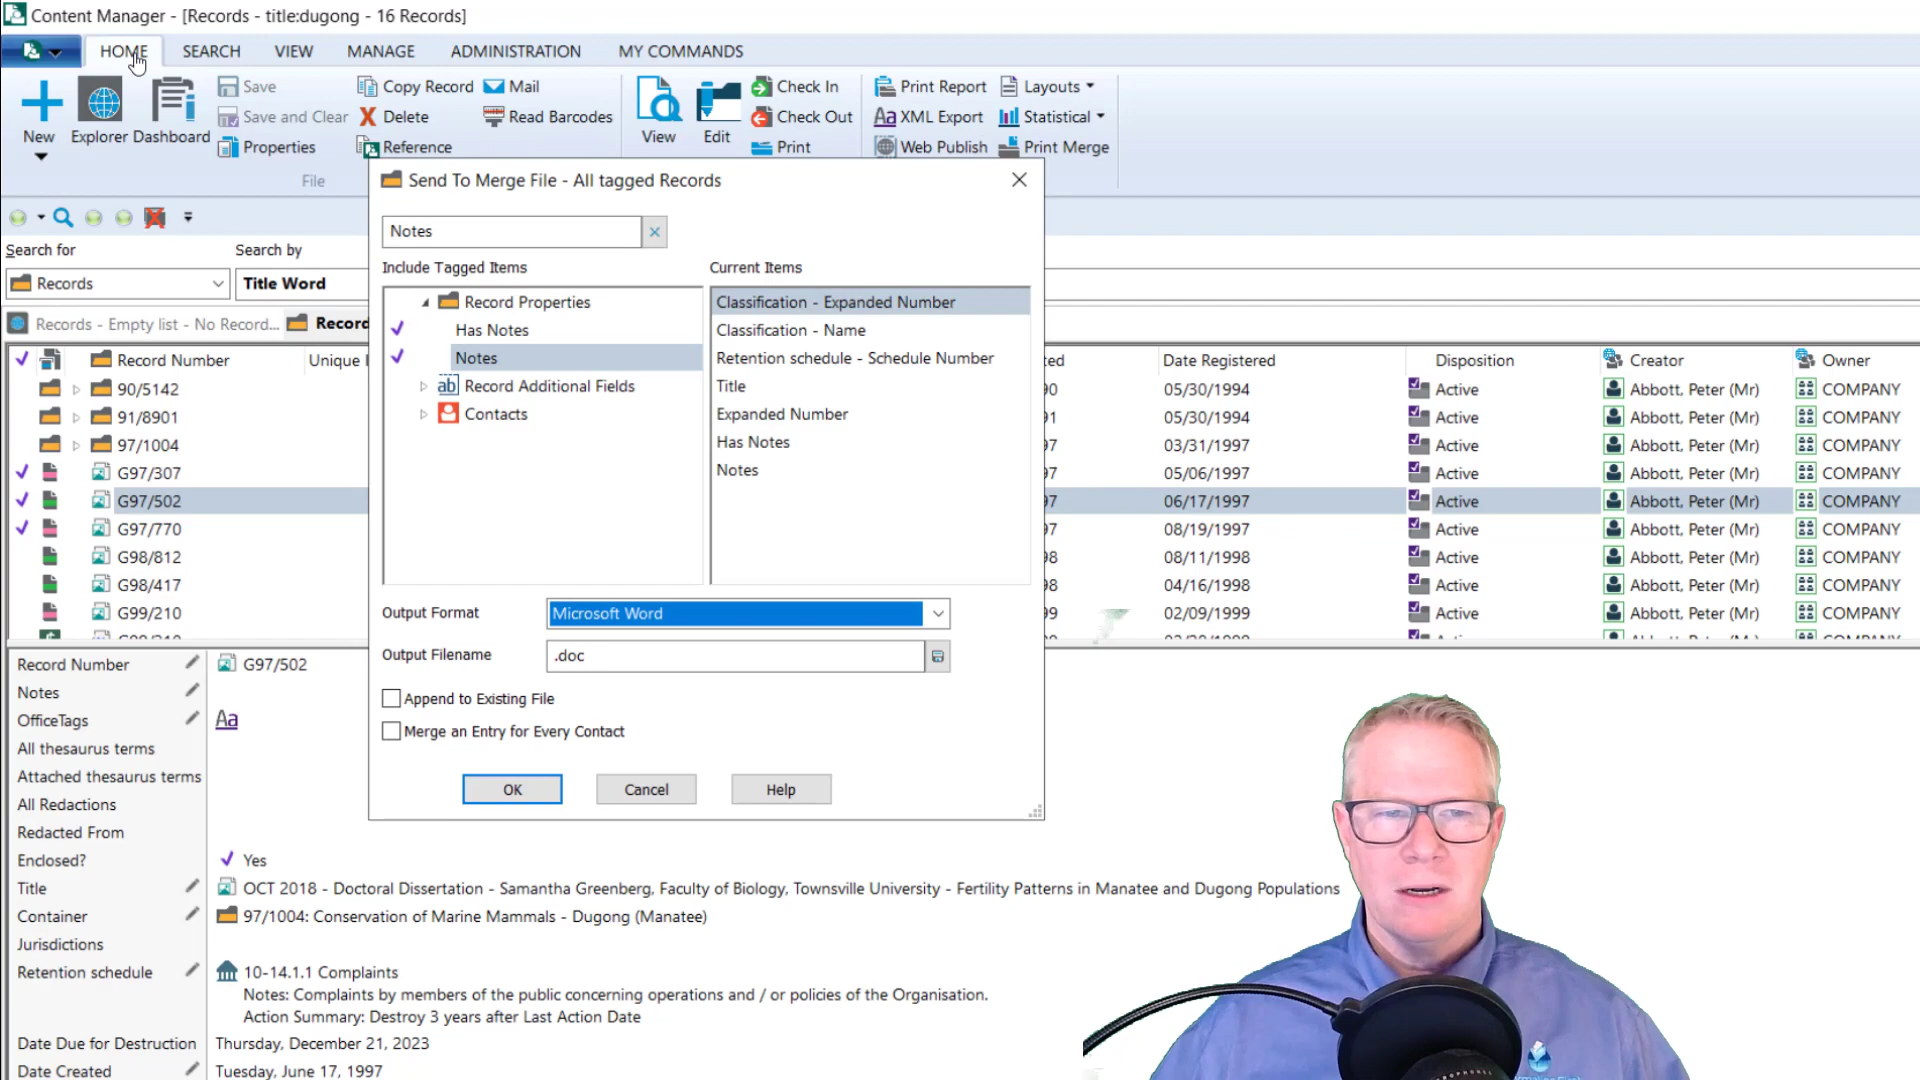 Content Manager - [Records - title:dugong - 16 Records]
HOME SEARCH VIEW MANAGE ADMINISTRATION MY COMMANDS
Save Copy Record Mail Check In Print Report Layouts
New Explorer Dashboard Save and Clear Delete Read Barcodes View Edit Check Out XML Export Statistical
Properties Reference Print Web Publish Print Merge
File
Search for Search by
Records Title Word
Records - Empty list - No Record... Record
Send To Merge File - All tagged Records
Notes
Include Tagged Items Current Items
Record Properties Classification - Expanded Number
Has Notes Classification - Name
Notes Retention schedule - Schedule Number
ab Record Additional Fields Title
Contacts Expanded Number
Has Notes
Notes
Output Format Microsoft Word
Output Filename .doc
Append to Existing File
Merge an Entry for Every Contact
OK Cancel Help
Record Number Unique ted Date Registered Disposition Creator Owner
90/5142 90 05/30/1994 Active Abbott, Peter (Mr) COMPANY
91/8901 91 05/30/1994 Active Abbott, Peter (Mr) COMPANY
97/1004 97 03/31/1997 Active Abbott, Peter (Mr) COMPANY
G97/307 97 05/06/1997 Active Abbott, Peter (Mr) COMPANY
G97/502 97 06/17/1997 Active Abbott, Peter (Mr) COMPANY
G97/770 97 08/19/1997 Active Abbott, Peter (Mr) COMPANY
G98/812 98 08/11/1998 Active Abbott, Peter (Mr) COMPANY
G98/417 98 04/16/1998 Active Abbott, Peter (Mr) COMPANY
G99/210 99 02/09/1999 Active Abbott, Peter (Mr) COMPANY
Record Number G97/502
Notes
OfficeTags Aa
All thesaurus terms
Attached thesaurus terms
All Redactions
Redacted From
Enclosed? Yes
Title OCT 2018 - Doctoral Dissertation - Samantha Greenberg, Faculty of Biology, Townsville University - Fertility Patterns in Manatee and Dugong Populations
Container 97/1004: Conservation of Marine Mammals - Dugong (Manatee)
Jurisdictions
Retention schedule 10-14.1.1 Complaints
Notes: Complaints by members of the public concerning operations and / or policies of the Organisation.
Action Summary: Destroy 3 years after Last Action Date
Date Due for Destruction Thursday, December 21, 2023
Date Created Tuesday, June 17, 1997